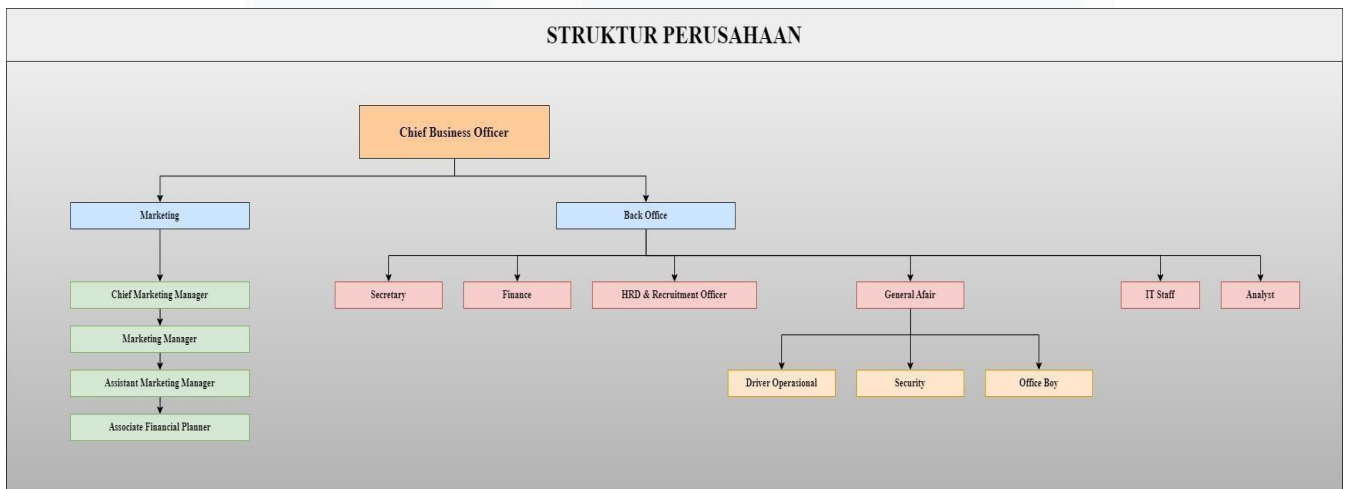 STRUKTUR PERUSAHAAN
Chief Business Officer
Marketing
Back Office
Chief Marketing Manager
Secretary
Finance
HRD & Recruitment Officer
General Afair
IT Staff
Analyst
Marketing Manager
Assistant Marketing Manager
Driver Operasional
Security
Office Boy
Associate Financial Planner